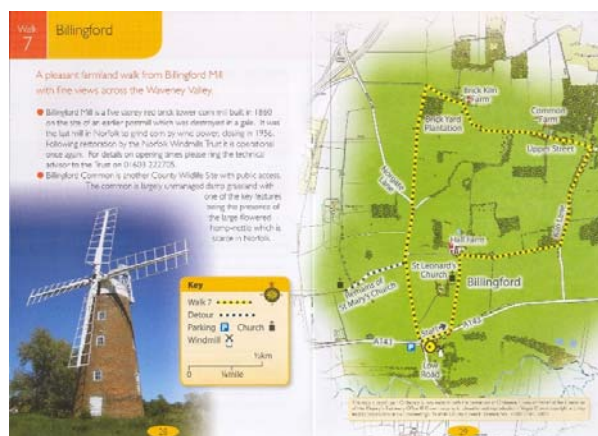 Walk
7
Billingford
A pleasant farmland walk from Billingford Mill
with fine views across the Waveney Valley.
Billingford Mill is a five storey red brick tower corn mill built in 1860
on the site of an earlier postmill which was destroyed in a gale. It was
the last mill in Norfolk to grind corn by wind power, closing in 1956.
Following restoration by the Norfolk Windmills Trust it is operational
once again. For details on opening times please ring the technical
advisor to the Trust on 01603 222705.
Billingford Common is another County Wildlife Site with public access.
The common is largely unmanaged damp grassland with
one of the key features
being the presence of
the large flowered
hemp-nettle which is
scarce in Norfolk.
Key
Walk 7
Detour
Parking P Church
Windmill
½km
0 ¼mile
28
Brick Kiln
Farm
Brick Yard
Plantation
Common
Farm
Upper Street
Hall Farm
St Leonard's
Church
Billingford
Remains of
St Mary's Church
Start
A143
A143
P
Low
Road
29